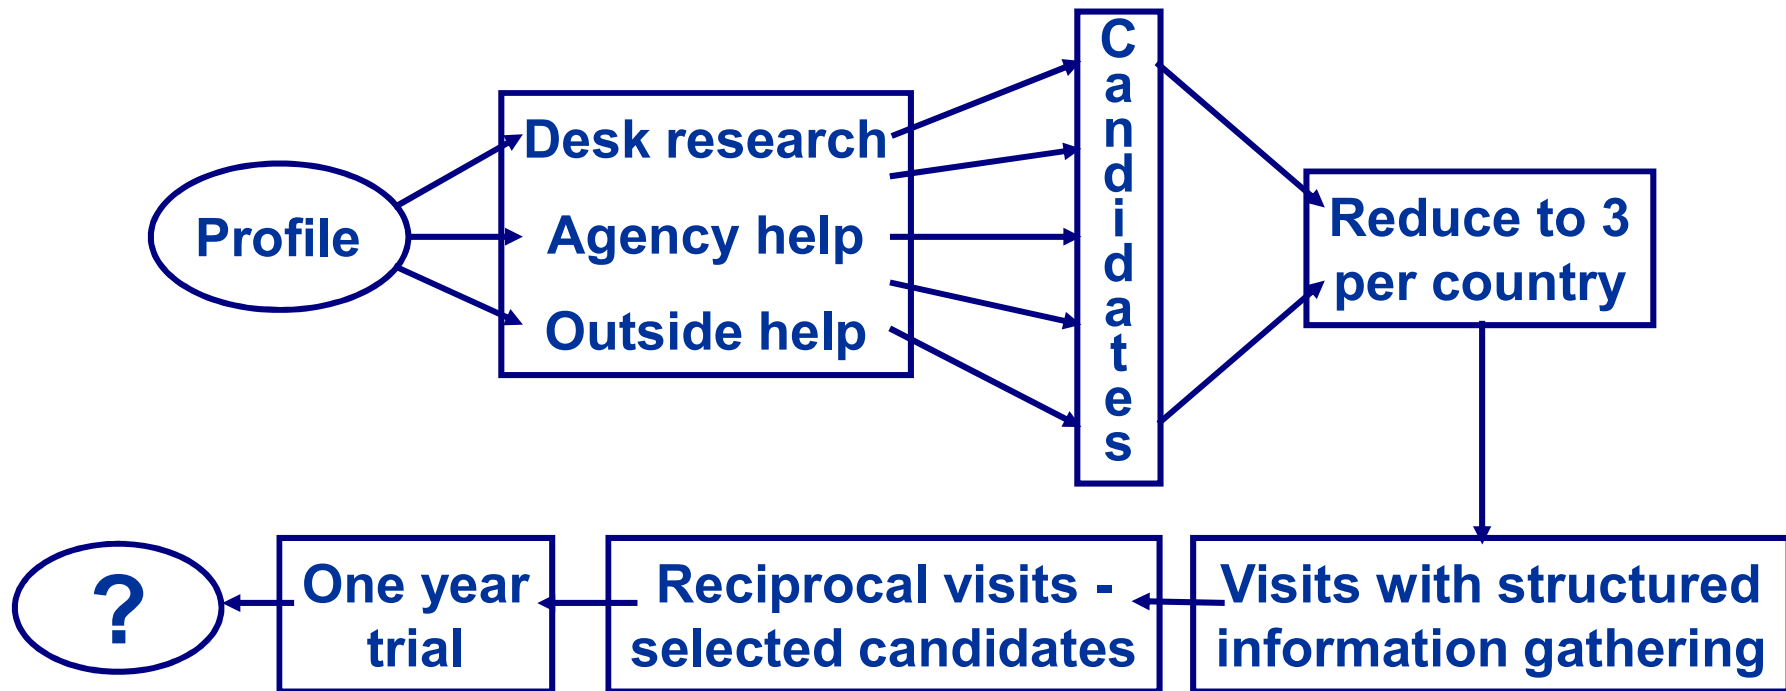 Profile
Desk research
Agency help
Outside help
Candidates
Reduce to 3
per country
Visits with structured
information gathering
Reciprocal visits -
selected candidates
One year
trial
?